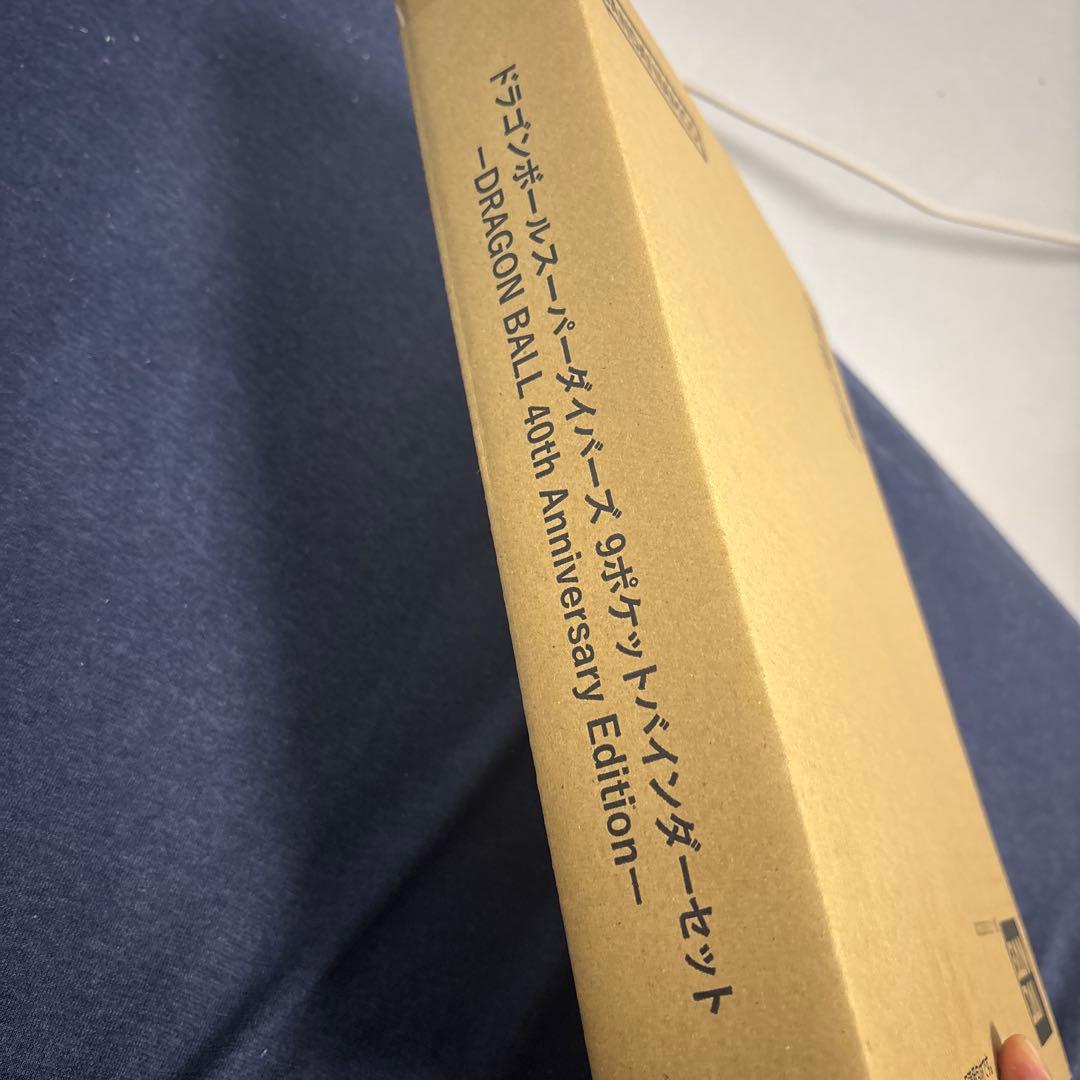 ドラゴンボールスーパーダイバーズ 9ポケットバインダーセット
ーDRAGON BALL 40th Anniversary Editionー